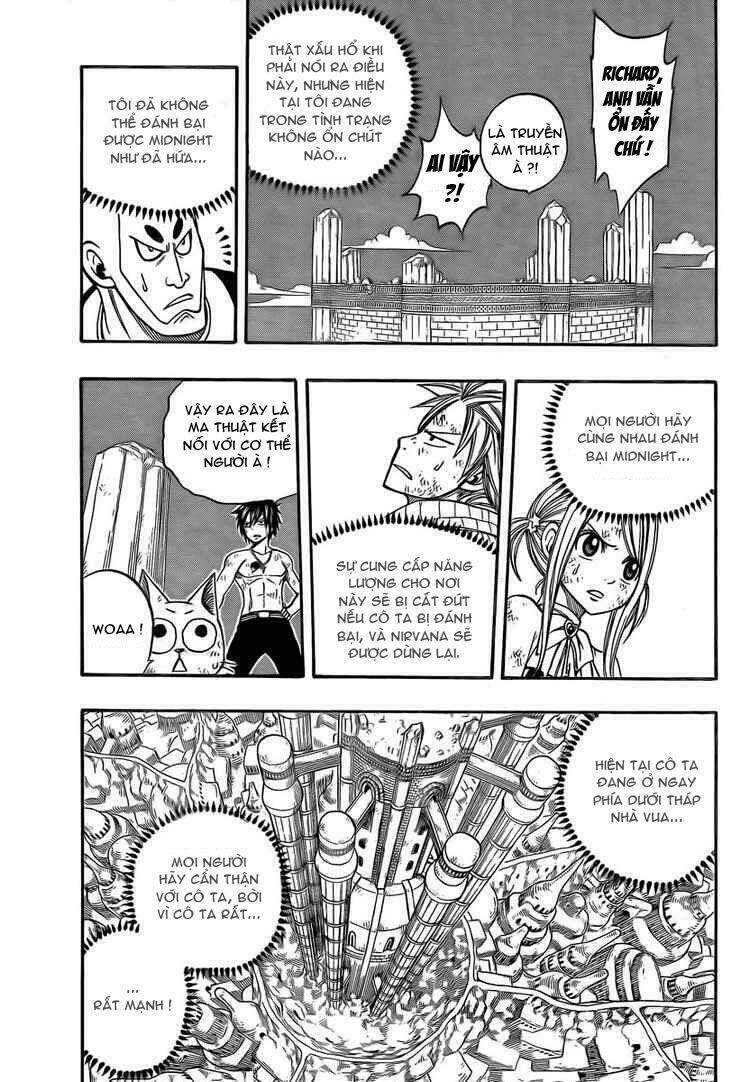 RICHARD,
ANH VẪN
ỔN ĐẤY
CHỨ !
LÀ TRUYỀN
ÂM THUẬT
À ?!
AI VẬY
?!
THẬT XẤU HỔ KHI
PHẢI NÓI RA ĐIỀU
NÀY, NHƯNG HIỆN
TẠI TÔI ĐANG
TRONG TÌNH TRẠNG
KHÔNG ỔN CHÚT
NÀO...
TÔI ĐÃ KHÔNG
THỂ ĐÁNH BẠI
ĐƯỢC MIDNIGHT
NHƯ ĐÃ HỨA...
MỌI NGƯỜI HÃY
CÙNG NHAU ĐÁNH
BẠI MIDNIGHT...
SỰ CUNG CẤP NĂNG
LƯỢNG CHO NƠI
NÀY SẼ BỊ CẮT ĐỨT
NẾU CÔ TA BỊ ĐÁNH
BẠI, VÀ NIRVANA SẼ
ĐƯỢC DỪNG LẠI.
VẬY RA ĐÂY LÀ
MA THUẬT KẾT
NỐI VỚI CƠ THỂ
NGƯỜI À !
WOAA !
HIỆN TẠI CÔ TA
ĐANG Ở NGAY
PHÍA DƯỚI THÁP
NHÀ VUA...
MỌI NGƯỜI
HÃY CẨN THẬN
VỚI CÔ TA, BỞI
VÌ CÔ TA RẤT...
...
RẤT MẠNH !